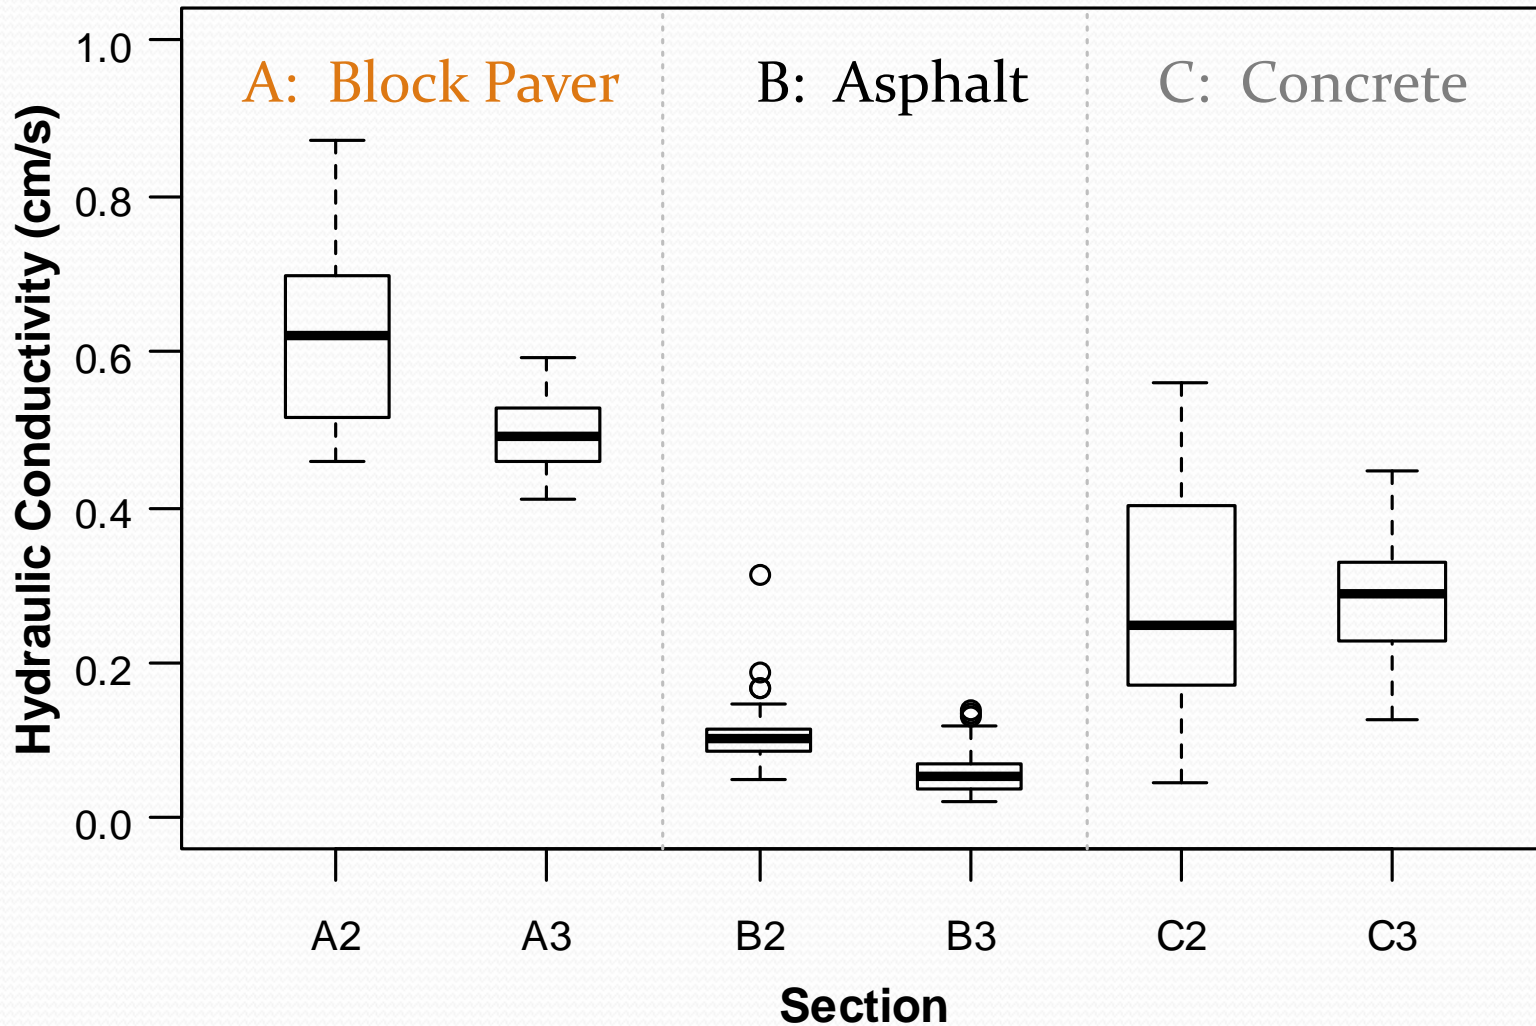 A: Block Paver
B: Asphalt
C: Concrete
Hydraulic Conductivity (cm/s)
1.0
0.8
0.6
0.4
0.2
0.0
A2
A3
B2
B3
C2
C3
Section